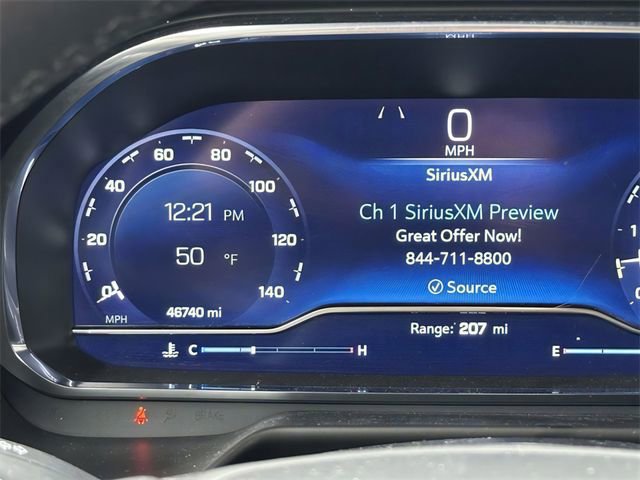 0
MPH
SiriusXM
Ch 1 SiriusXM Preview
Great Offer Now!
844-711-8800
Source
Range: 207 mi
0 20 40 60 80 100 120 140
MPH
12:21 PM
50 °F
46740 mi
C H
E